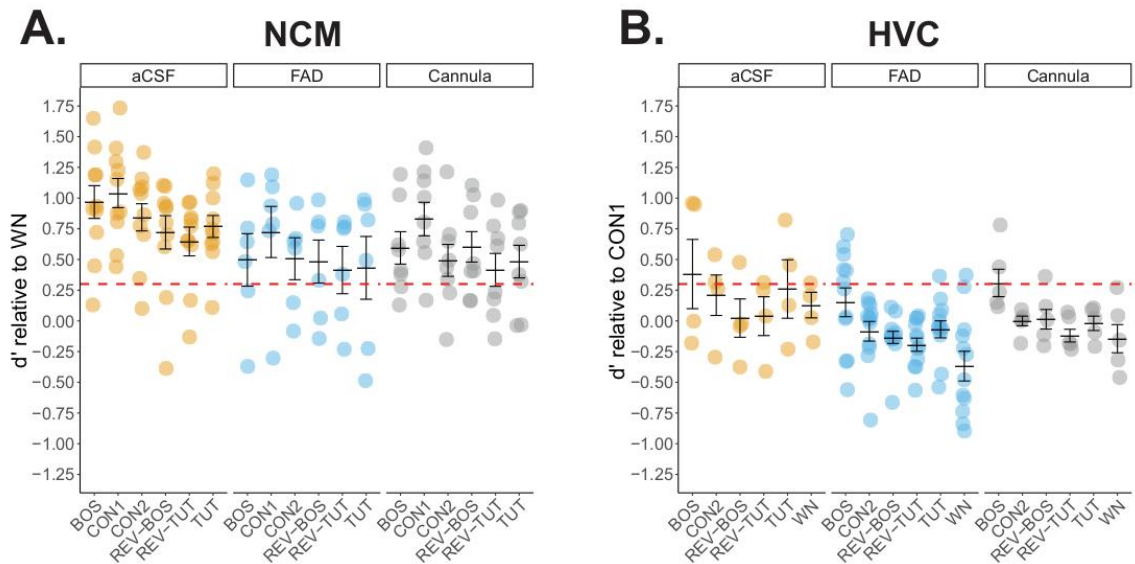 A.
NCM
aCSF
FAD
Cannula
d' relative to WN
1.75
1.50
1.25
1.00
0.75
0.50
0.25
0.00
−0.25
−0.50
−0.75
−1.00
−1.25
BOS
CON1
CON2
REV−BOS
REV−TUT
TUT
BOS
CON1
CON2
REV−BOS
REV−TUT
TUT
BOS
CON1
CON2
REV−BOS
REV−TUT
TUT
B.
HVC
aCSF
FAD
Cannula
d' relative to CON1
1.75
1.50
1.25
1.00
0.75
0.50
0.25
0.00
−0.25
−0.50
−0.75
−1.00
−1.25
BOS
CON2
REV−BOS
REV−TUT
TUT
WN
BOS
CON2
REV−BOS
REV−TUT
TUT
WN
BOS
CON2
REV−BOS
REV−TUT
TUT
WN